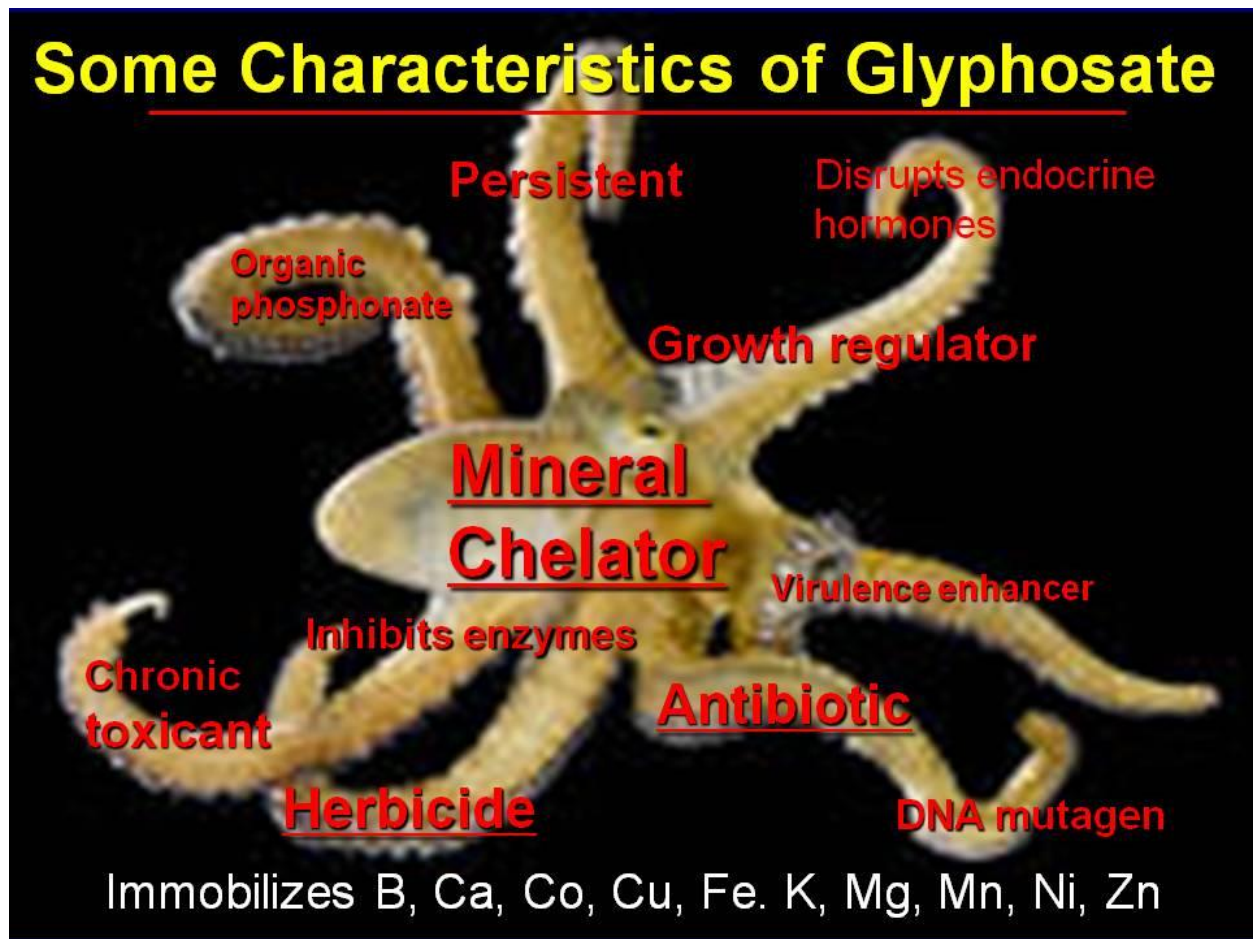 Some Characteristics of Glyphosate
Persistent
Disrupts endocrine
hormones
Organic
phosphonate
Growth regulator
Mineral
Chelator
Virulence enhancer
Inhibits enzymes
Chronic
toxicant
Antibiotic
Herbicide
DNA mutagen
Immobilizes B, Ca, Co, Cu, Fe. K, Mg, Mn, Ni, Zn